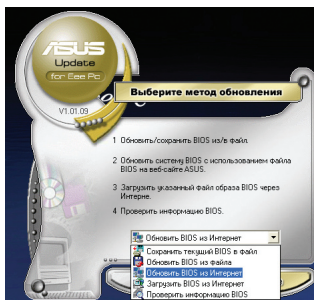 ASUS
Update
for Eee Pc
V1.01.09
Выберите метод обновления
1 Обновить/сохранить BIOS из/в файл.
2 Обновить систему BIOS с использованием файла
BIOS на веб-сайте ASUS.
3 Загрузить указанный файл образа BIOS через
Интерне.
4 Проверить информацию BIOS.
Обновить BIOS из Интернет
Сохранить текущий BIOS в файл
Обновить BIOS из файла
Обновить BIOS из Интернет
Загрузить BIOS из Интернет
Проверить информацию BIOS